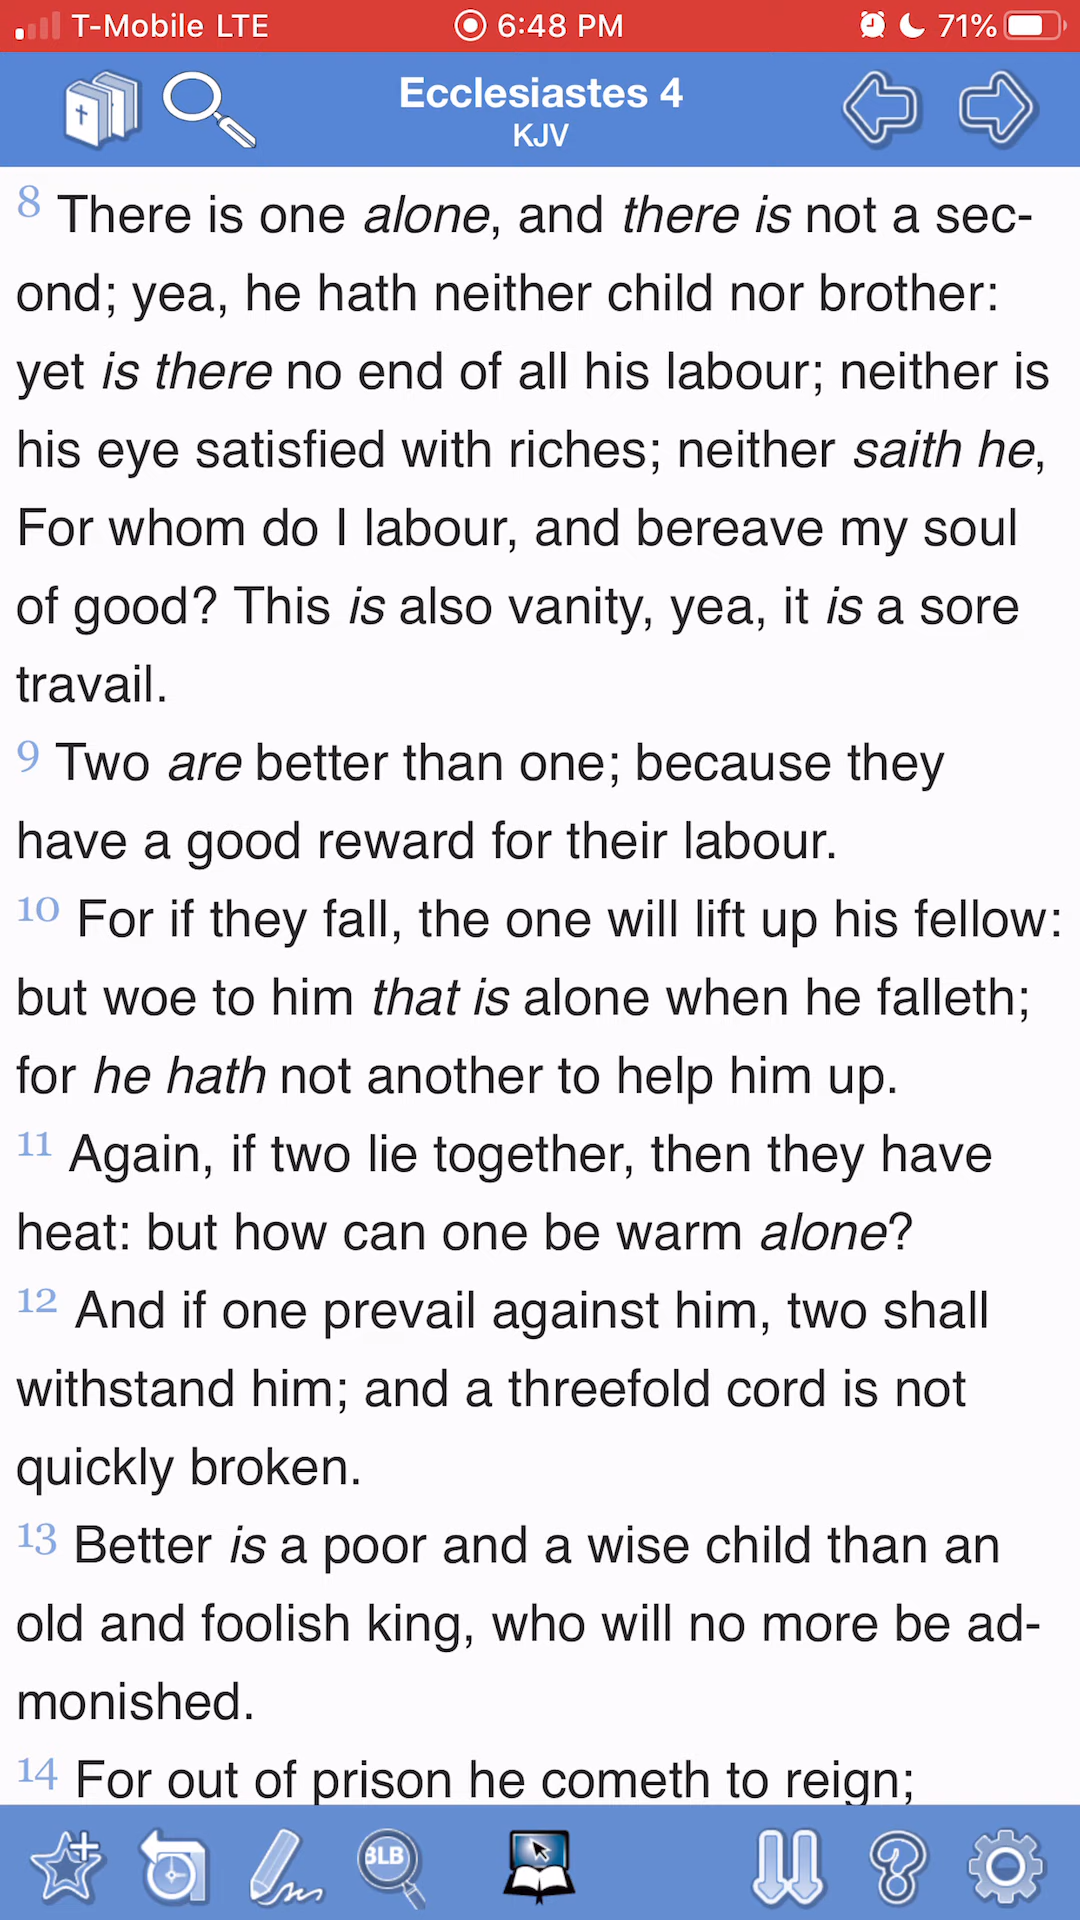 T-Mobile LTE 6:48 PM 71%
Ecclesiastes 4
KJV
8 There is one alone, and there is not a sec-
ond; yea, he hath neither child nor brother:
yet is there no end of all his labour; neither is
his eye satisfied with riches; neither saith he,
For whom do I labour, and bereave my soul
of good? This is also vanity, yea, it is a sore
travail.
9 Two are better than one; because they
have a good reward for their labour.
10 For if they fall, the one will lift up his fellow:
but woe to him that is alone when he falleth;
for he hath not another to help him up.
11 Again, if two lie together, then they have
heat: but how can one be warm alone?
12 And if one prevail against him, two shall
withstand him; and a threefold cord is not
quickly broken.
13 Better is a poor and a wise child than an
old and foolish king, who will no more be ad-
monished.
14 For out of prison he cometh to reign;
BLB